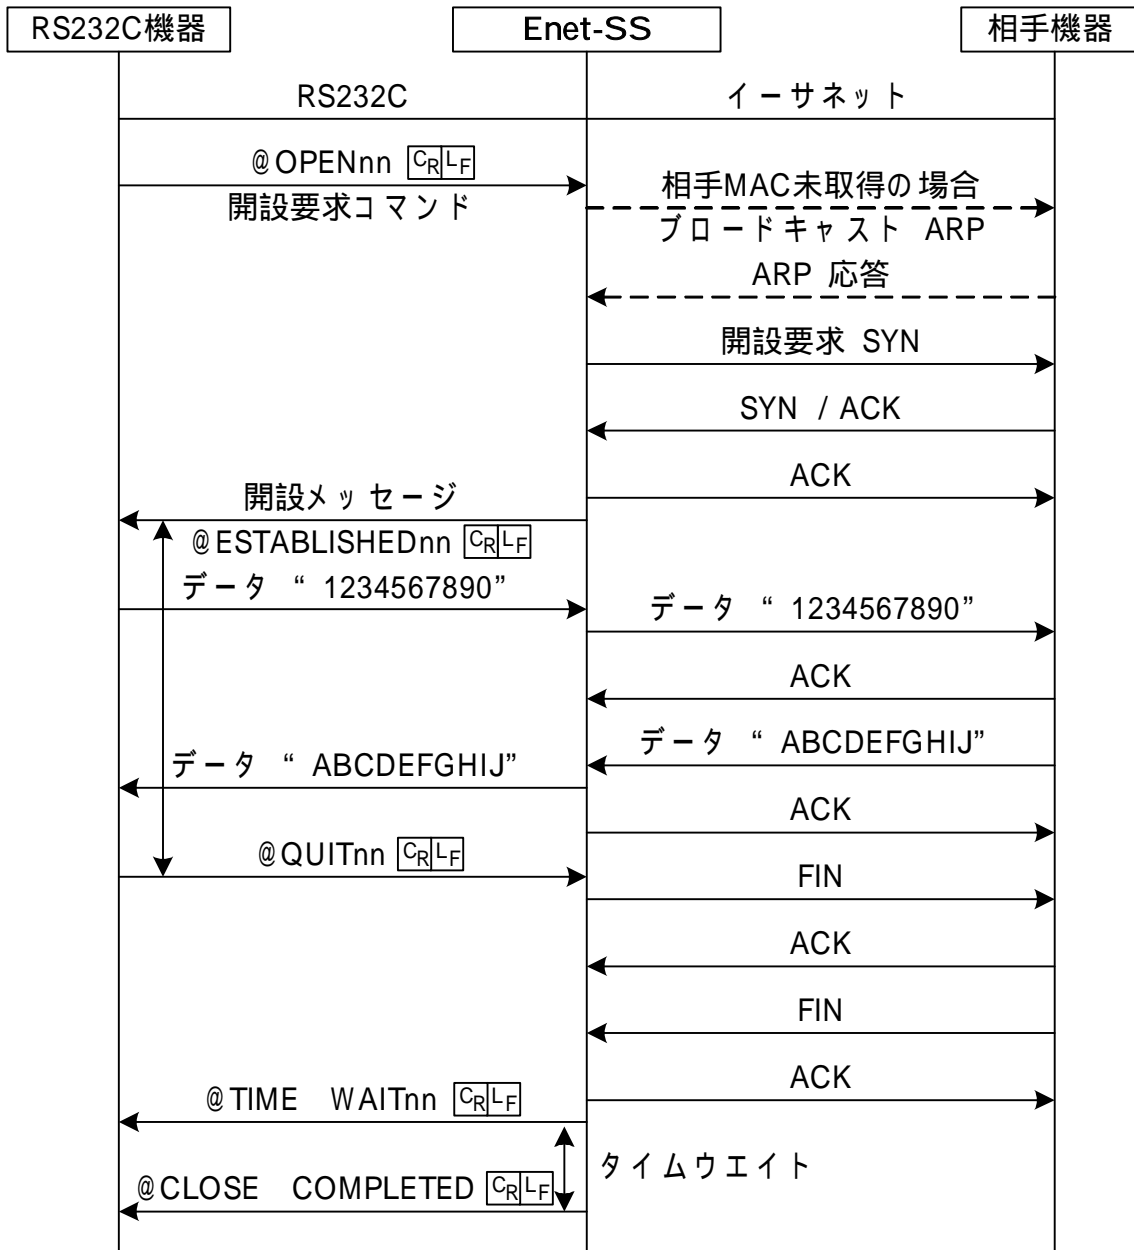 RS232C機器
Enet-SS
相手機器
RS232C
イーサネット
@OPENnn CRLF
開設要求コマンド
相手MAC未取得の場合
ブロードキャスト ARP
ARP 応答
開設要求 SYN
SYN / ACK
ACK
開設メッセージ
@ESTABLISHEDnn CRLF
データ “1234567890”
データ “1234567890”
ACK
データ “ABCDEFGHIJ”
データ “ABCDEFGHIJ”
ACK
@QUITnn CRLF
FIN
ACK
FIN
ACK
@TIME WAITnn CRLF
タイムウエイト
@CLOSE COMPLETED CRLF